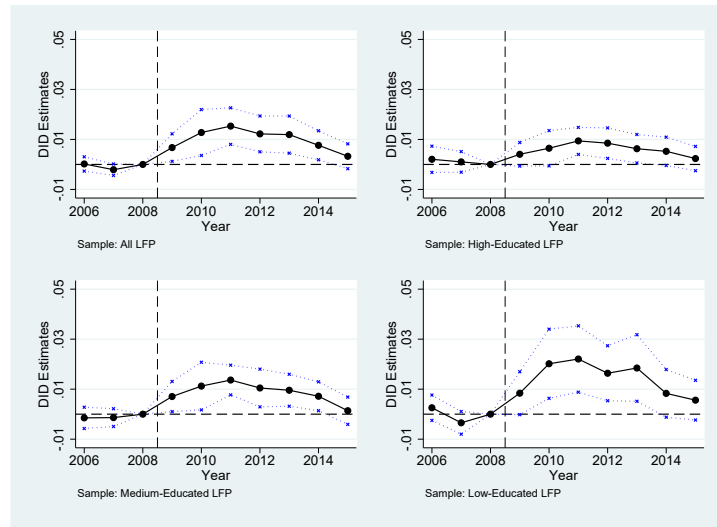 DID Estimates
-.01 .01 .03 .05
2006 2008 2010 2012 2014
Year
Sample: All LFP
DID Estimates
-.01 .01 .03 .05
2006 2008 2010 2012 2014
Year
Sample: High-Educated LFP
DID Estimates
-.01 .01 .03 .05
2006 2008 2010 2012 2014
Year
Sample: Medium-Educated LFP
DID Estimates
-.01 .01 .03 .05
2006 2008 2010 2012 2014
Year
Sample: Low-Educated LFP